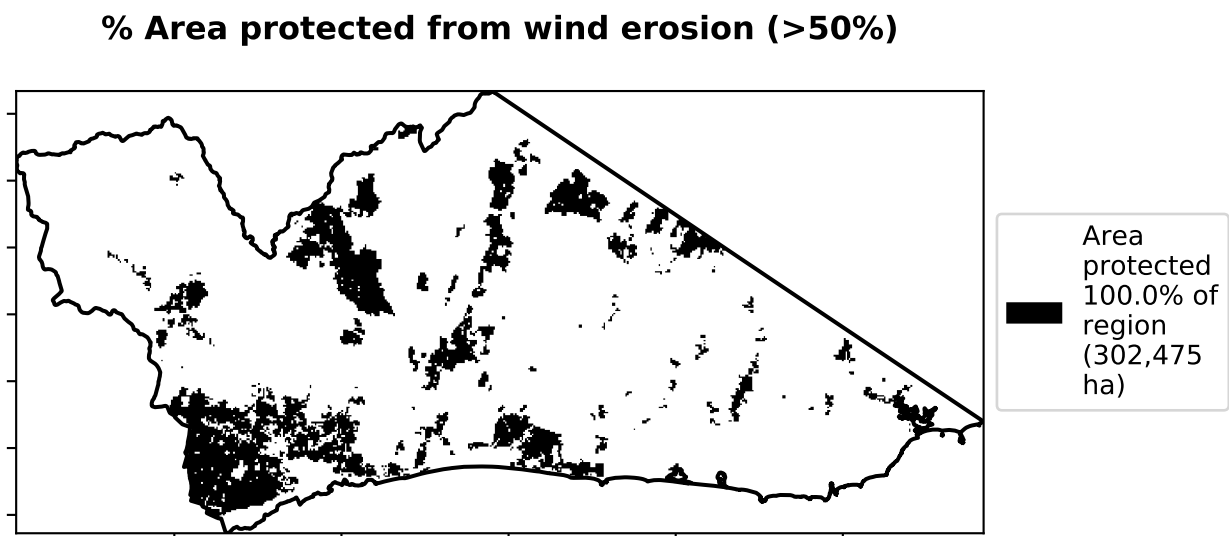 % Area protected from wind erosion (>50%)
Area
protected
100.0% of
region
(302,475
ha)